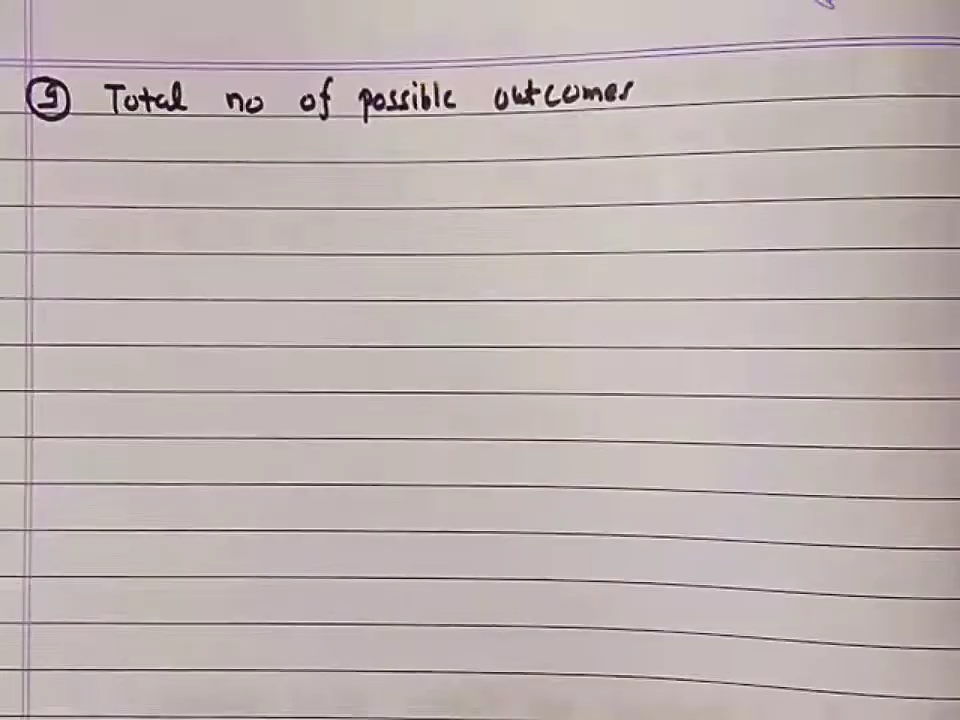 ⑤ Total no of possible outcomes